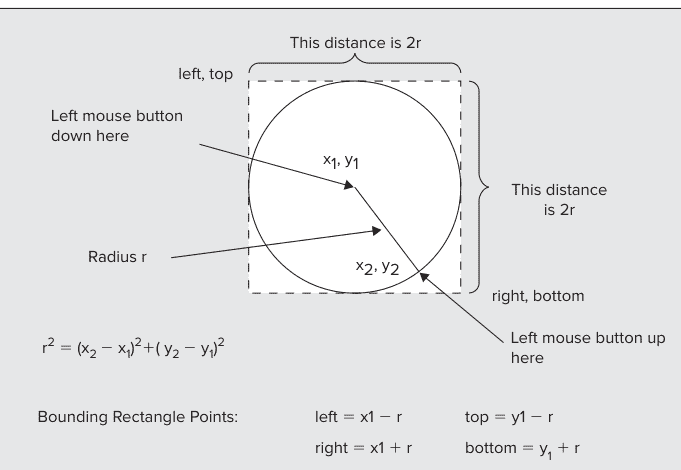 This distance is 2r
left, top
Left mouse button
down here
x₁, y₁
This distance
is 2r
Radius r
x₂, y₂
right, bottom
Left mouse button up
here
r² = (x₂ − x₁)²+( y₂ − y₁)²
Bounding Rectangle Points:
left = x1 − r
top = y1 − r
right = x1 + r
bottom = y₁ + r